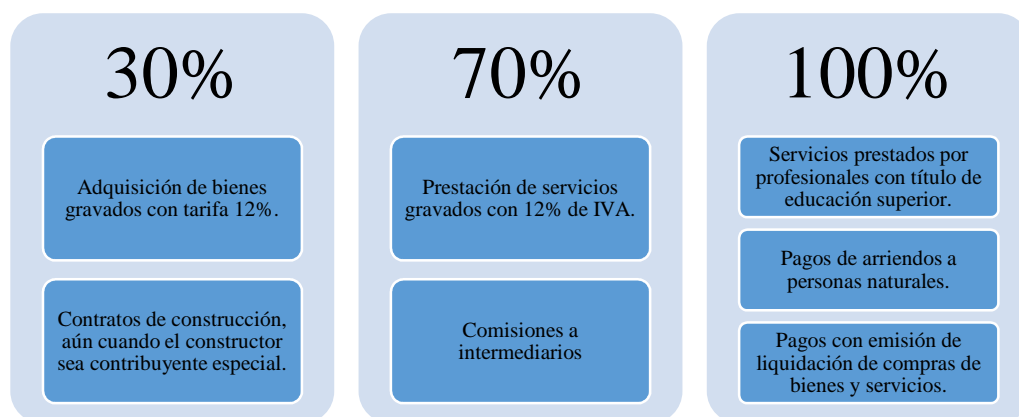 30%
Adquisición de bienes
gravados con tarifa 12%.
Contratos de construcción,
aún cuando el constructor
sea contribuyente especial.
70%
Prestación de servicios
gravados con 12% de IVA.
Comisiones a
intermediarios
100%
Servicios prestados por
profesionales con título de
educación superior.
Pagos de arriendos a
personas naturales.
Pagos con emisión de
liquidación de compras de
bienes y servicios.